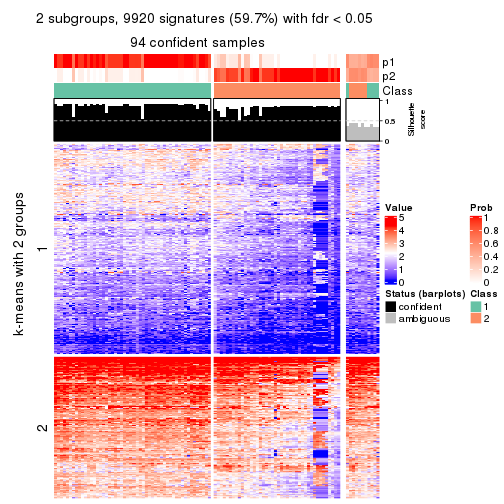 2 subgroups, 9920 signatures (59.7%) with fdr < 0.05
94 confident samples
p1
p2
Class
1
0.5
0
Silhouette
score
k-means with 2 groups
1
2
Value
5
4
3
2
1
0
Prob
1
0.8
0.6
0.4
0.2
0
Status (barplots)
confident
ambiguous
Class
1
2